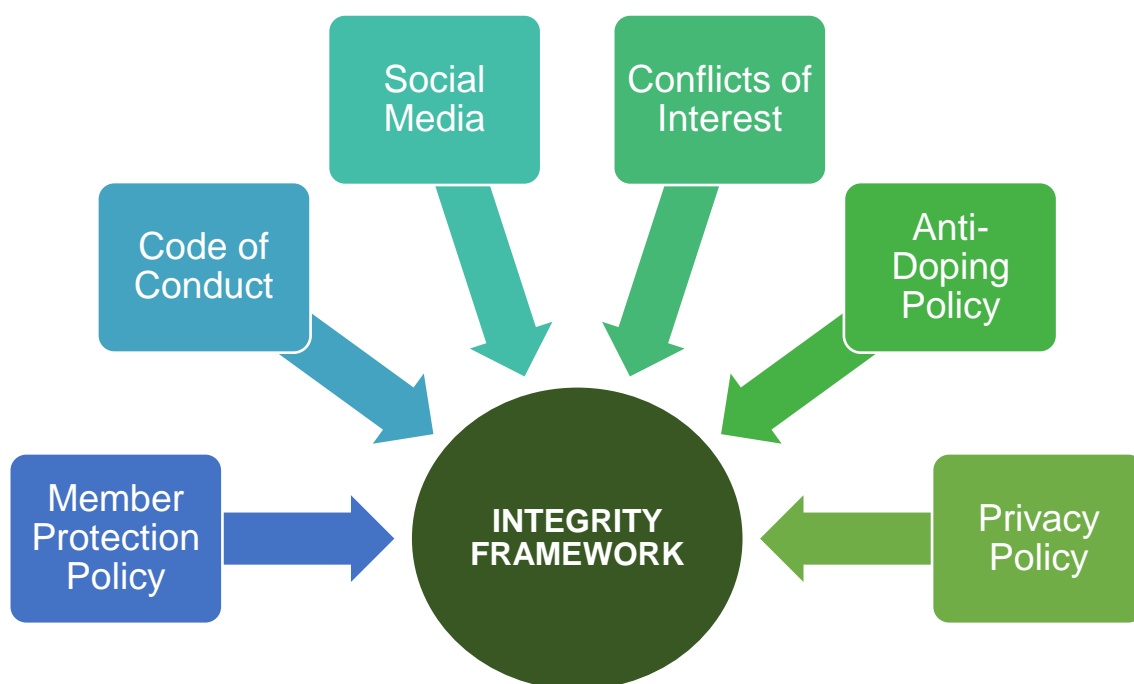 Social
Media
Conflicts of
Interest
Code of
Conduct
Anti-
Doping
Policy
Member
Protection
Policy
INTEGRITY
FRAMEWORK
Privacy
Policy